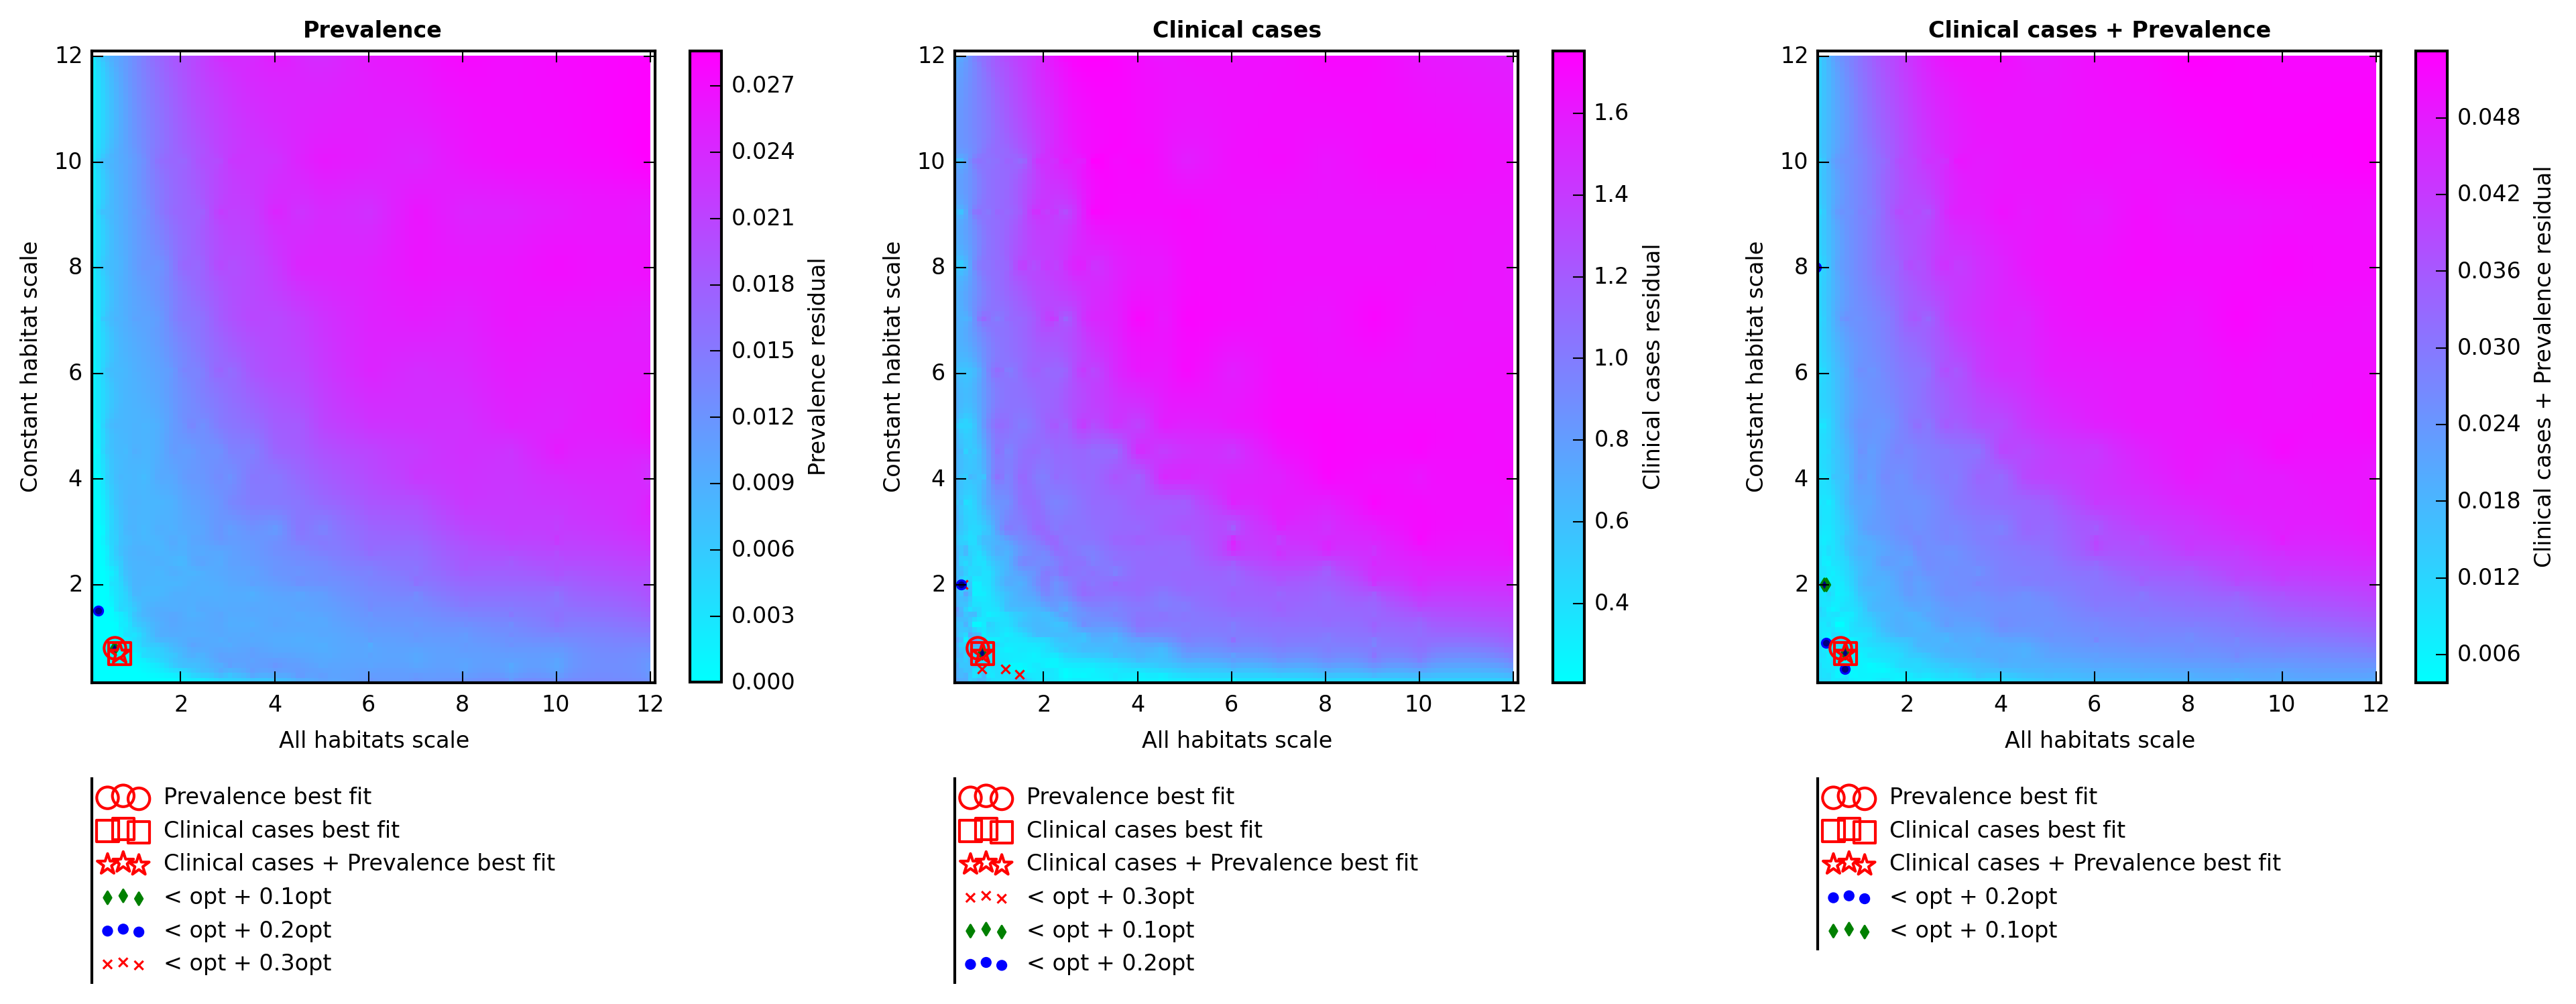 Prevalence
12
10
8
6
4
2
Constant habitat scale
2 4 6 8 10 12
All habitats scale
0.027
0.024
0.021
0.018
0.015
0.012
0.009
0.006
0.003
0.000
Prevalence residual
Prevalence best fit
Clinical cases best fit
Clinical cases + Prevalence best fit
< opt + 0.1opt
< opt + 0.2opt
< opt + 0.3opt
Clinical cases
12
10
8
6
4
2
Constant habitat scale
2 4 6 8 10 12
All habitats scale
1.6
1.4
1.2
1.0
0.8
0.6
0.4
Clinical cases residual
Prevalence best fit
Clinical cases best fit
Clinical cases + Prevalence best fit
< opt + 0.3opt
< opt + 0.1opt
< opt + 0.2opt
Clinical cases + Prevalence
12
10
8
6
4
2
Constant habitat scale
2 4 6 8 10 12
All habitats scale
0.048
0.042
0.036
0.030
0.024
0.018
0.012
0.006
Clinical cases + Prevalence residual
Prevalence best fit
Clinical cases best fit
Clinical cases + Prevalence best fit
< opt + 0.2opt
< opt + 0.1opt